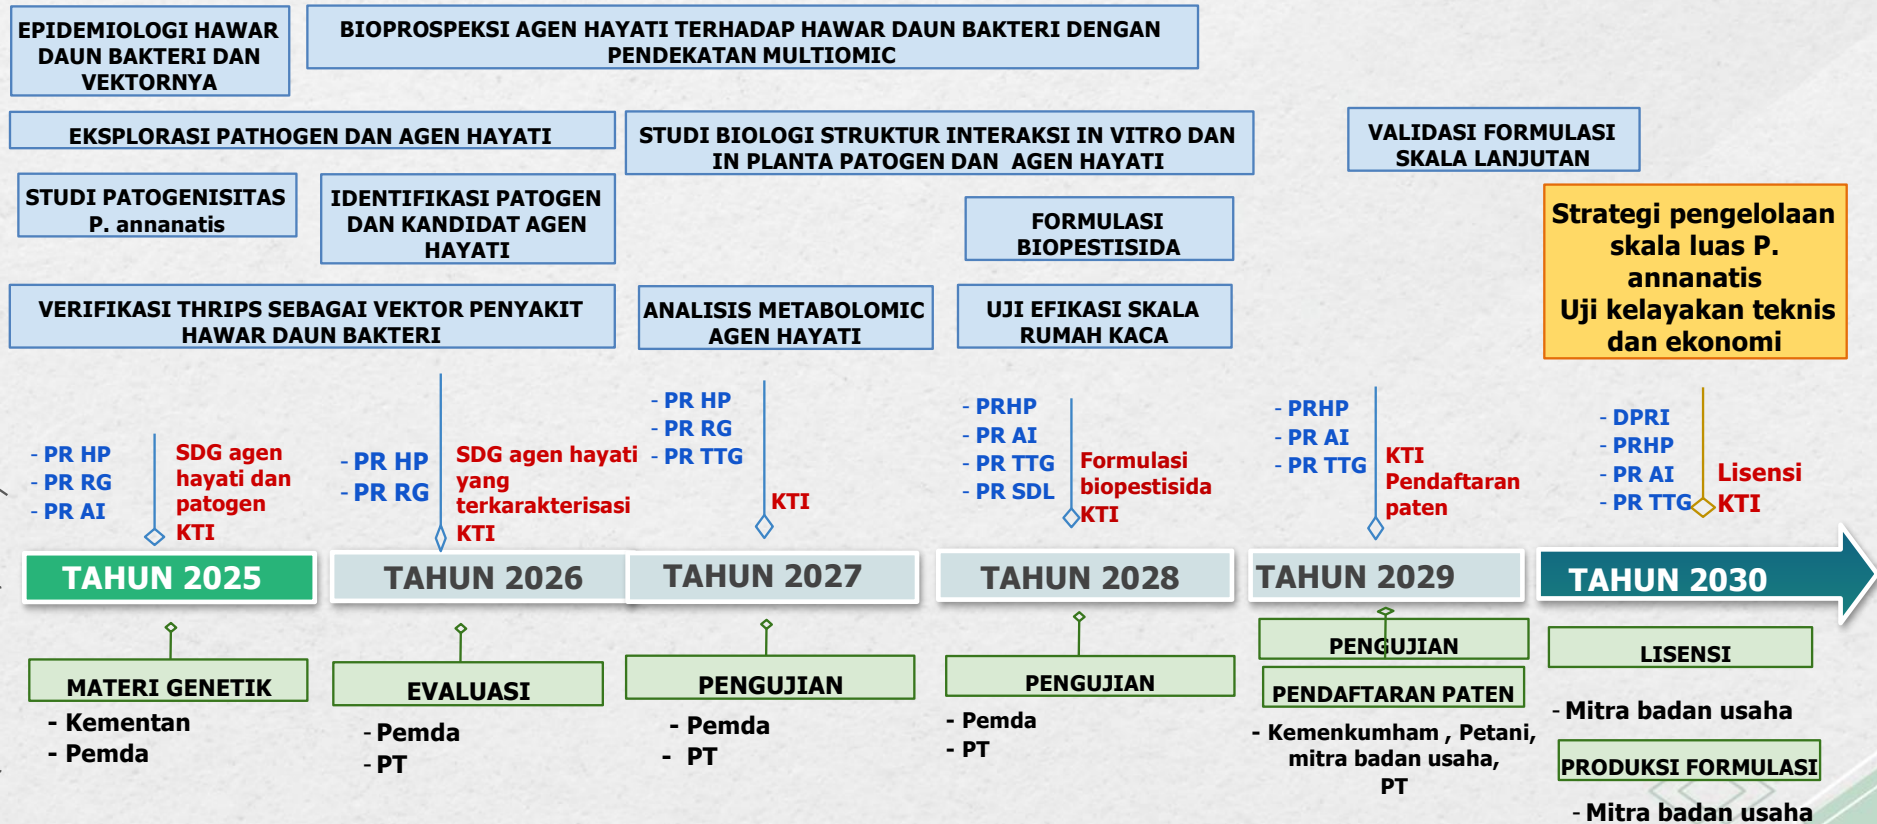 EPIDEMIOLOGI HAWAR
DAUN BAKTERI DAN
VEKTORNYA
BIOPROSPEKSI AGEN HAYATI TERHADAP HAWAR DAUN BAKTERI DENGAN
PENDEKATAN MULTIOMIC
EKSPLORASI PATHOGEN DAN AGEN HAYATI
STUDI BIOLOGI STRUKTUR INTERAKSI IN VITRO DAN
IN PLANTA PATOGEN DAN AGEN HAYATI
VALIDASI FORMULASI
SKALA LANJUTAN
STUDI PATOGENISITAS
P. annanatis
IDENTIFIKASI PATOGEN
DAN KANDIDAT AGEN
HAYATI
FORMULASI
BIOPESTISIDA
Strategi pengelolaan
skala luas P.
annanatis
Uji kelayakan teknis
dan ekonomi
VERIFIKASI THRIPS SEBAGAI VEKTOR PENYAKIT
HAWAR DAUN BAKTERI
ANALISIS METABOLOMIC
AGEN HAYATI
UJI EFIKASI SKALA
RUMAH KACA
- PR HP
- PR RG
- PR AI
SDG agen
hayati dan
patogen
KTI
- PR HP
- PR RG
SDG agen hayati
yang
terkarakterisasi
KTI
- PR HP
- PR RG
- PR TTG
KTI
- PRHP
- PR AI
- PR TTG
- PR SDL
Formulasi
biopestisida
KTI
- PRHP
- PR AI
- PR TTG
KTI
Pendaftaran
paten
- DPRI
- PRHP
- PR AI
- PR TTG
Lisensi
KTI
TAHUN 2025
TAHUN 2026
TAHUN 2027
TAHUN 2028
TAHUN 2029
TAHUN 2030
MATERI GENETIK
- Kementan
- Pemda
EVALUASI
- Pemda
- PT
PENGUJIAN
- Pemda
- PT
PENGUJIAN
- Pemda
- PT
PENGUJIAN
PENDAFTARAN PATEN
- Kemenkumham , Petani,
mitra badan usaha,
PT
LISENSI
- Mitra badan usaha
PRODUKSI FORMULASI
- Mitra badan usaha